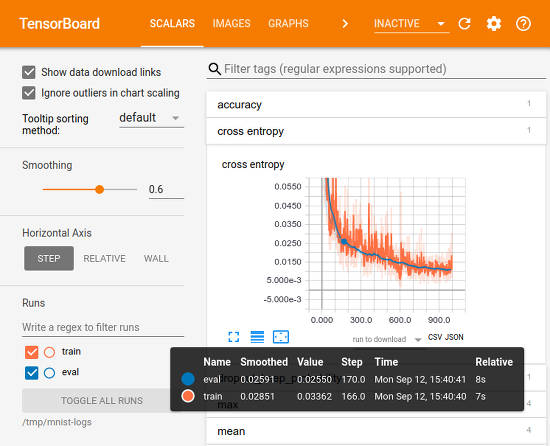 TensorBoard
SCALARS IMAGES GRAPHS
INACTIVE
Show data download links
Ignore outliers in chart scaling
Tooltip sorting method: default
Smoothing
0.6
Horizontal Axis
STEP RELATIVE WALL
Runs
Write a regex to filter runs
train
eval
TOGGLE ALL RUNS
/tmp/mnist-logs
Filter tags (regular expressions supported)
accuracy 1
cross entropy 1
cross entropy
0.0550
0.0450
0.0350
0.0250
0.0150
5.000e-3
-5.000e-3
0.000 300.0 600.0 900.0
run to download CSV JSON
Name Smoothed Value Step Time Relative
eval 0.02591 0.02550 170.0 Mon Sep 12, 15:40:41 8s
train 0.02851 0.03362 166.0 Mon Sep 12, 15:40:40 7s
1
max 4
mean 4